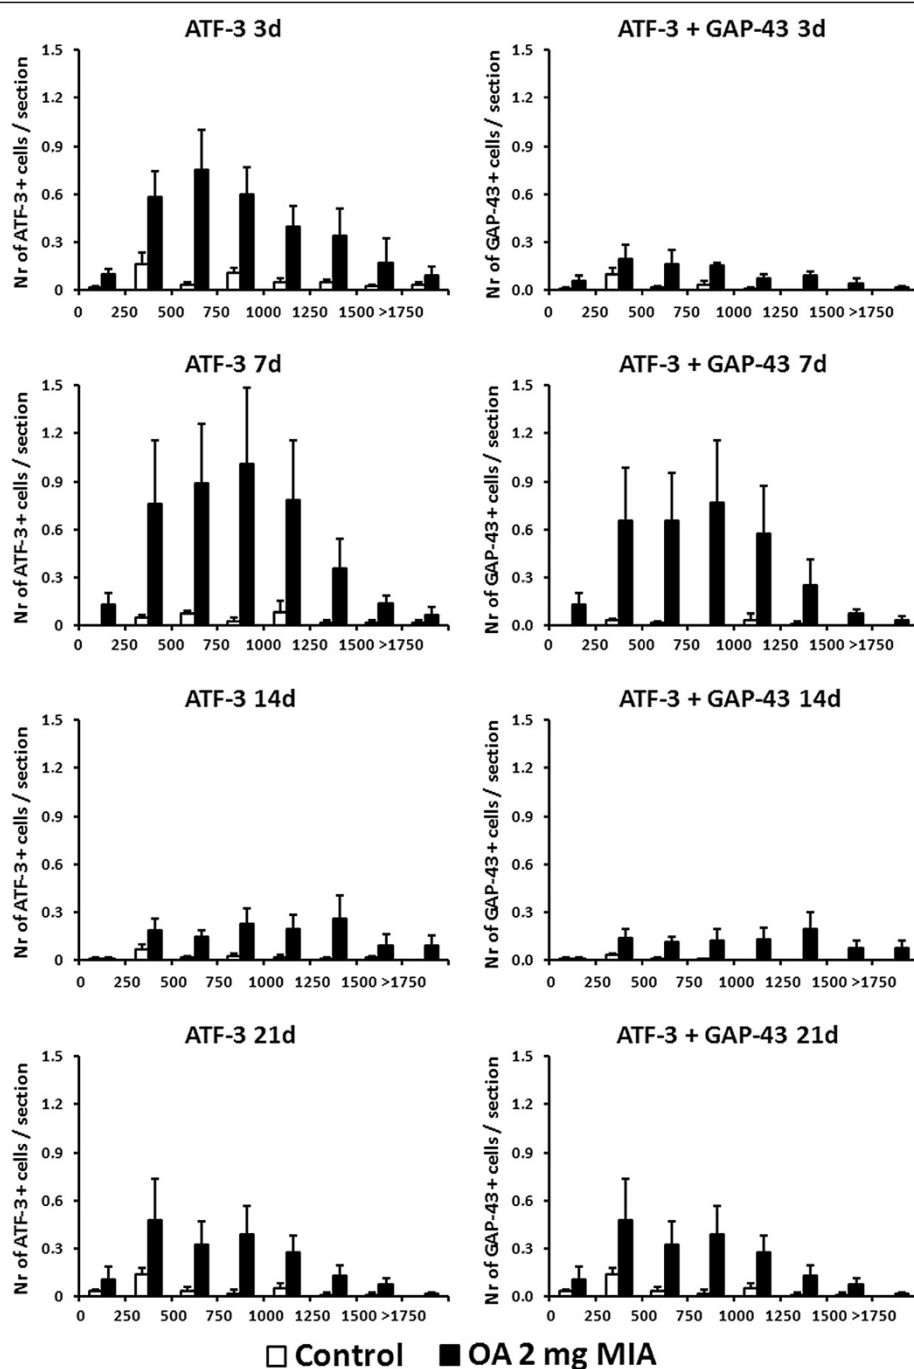 ATF-3 3d
Nr of ATF-3+ cells / section
1.5
1.2
0.9
0.6
0.3
0
0 250 500 750 1000 1250 1500 >1750
ATF-3 + GAP-43 3d
Nr of GAP-43+ cells / section
1.5
1.2
0.9
0.6
0.3
0.0
0 250 500 750 1000 1250 1500 >1750
ATF-3 7d
Nr of ATF-3+ cells / section
1.5
1.2
0.9
0.6
0.3
0.0
0 250 500 750 1000 1250 1500 >1750
ATF-3 + GAP-43 7d
Nr of GAP-43+ cells / section
1.5
1.2
0.9
0.6
0.3
0.0
0 250 500 750 1000 1250 1500 >1750
ATF-3 14d
Nr of ATF-3+ cells / section
1.5
1.2
0.9
0.6
0.3
0
0 250 500 750 1000 1250 1500 >1750
ATF-3 + GAP-43 14d
Nr of GAP-43+ cells / section
1.5
1.2
0.9
0.6
0.3
0.0
0 250 500 750 1000 1250 1500 >1750
ATF-3 21d
Nr of ATF-3+ cells / section
1.5
1.2
0.9
0.6
0.3
0.0
0 250 500 750 1000 1250 1500 >1750
ATF-3 + GAP-43 21d
Nr of GAP-43+ cells / section
1.5
1.2
0.9
0.6
0.3
0.0
0 250 500 750 1000 1250 1500 >1750
Control OA 2 mg MIA